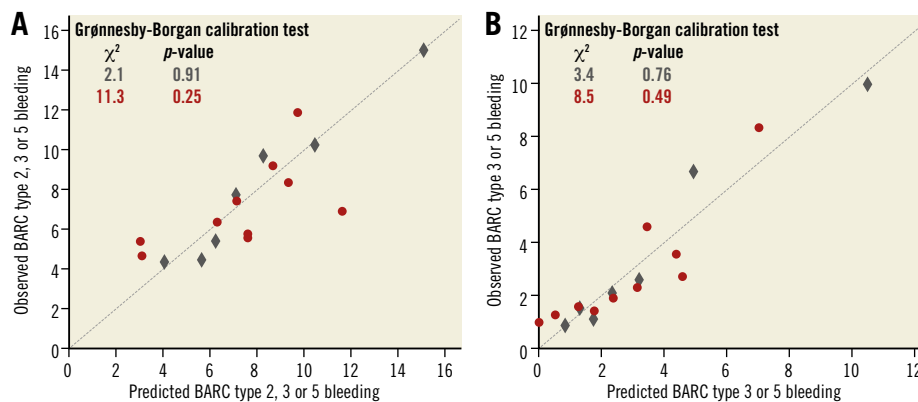 A
Grønnesby-Borgan calibration test
χ² p-value
2.1 0.91
11.3 0.25
Observed BARC type 2, 3 or 5 bleeding
16
14
12
10
8
6
4
2
0
0 2 4 6 8 10 12 14 16
Predicted BARC type 2, 3 or 5 bleeding
B
Grønnesby-Borgan calibration test
χ² p-value
3.4 0.76
8.5 0.49
Observed BARC type 3 or 5 bleeding
12
10
8
6
4
2
0
0 2 4 6 8 10 12
Predicted BARC type 3 or 5 bleeding